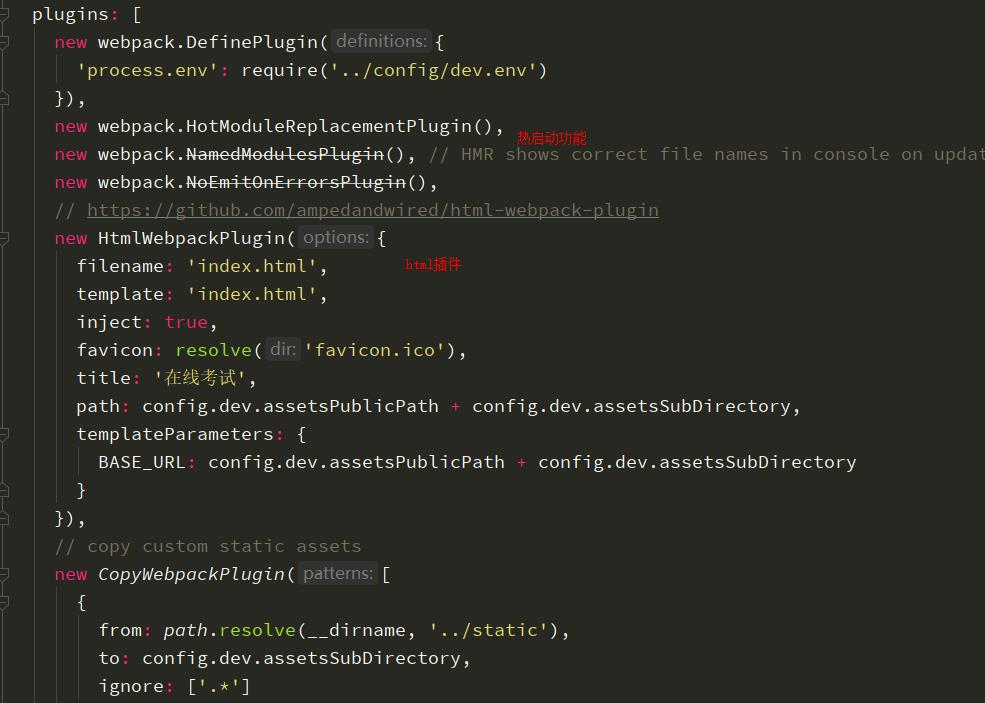 plugins: [
new webpack.DefinePlugin( definitions: {
'process.env': require('../config/dev.env')
}),
new webpack.HotModuleReplacementPlugin(),
热启动功能
new webpack.NamedModulesPlugin(), // HMR shows correct file names in console on updat
new webpack.NoEmitOnErrorsPlugin(),
// https://github.com/ampedandwired/html-webpack-plugin
new HtmlWebpackPlugin( options: {
filename: 'index.html',
html插件
template: 'index.html',
inject: true,
favicon: resolve( dir: 'favicon.ico'),
title: '在线考试',
path: config.dev.assetsPublicPath + config.dev.assetsSubDirectory,
templateParameters: {
BASE_URL: config.dev.assetsPublicPath + config.dev.assetsSubDirectory
}
}),
// copy custom static assets
new CopyWebpackPlugin( patterns: [
{
from: path.resolve(__dirname, '../static'),
to: config.dev.assetsSubDirectory,
ignore: ['.*']